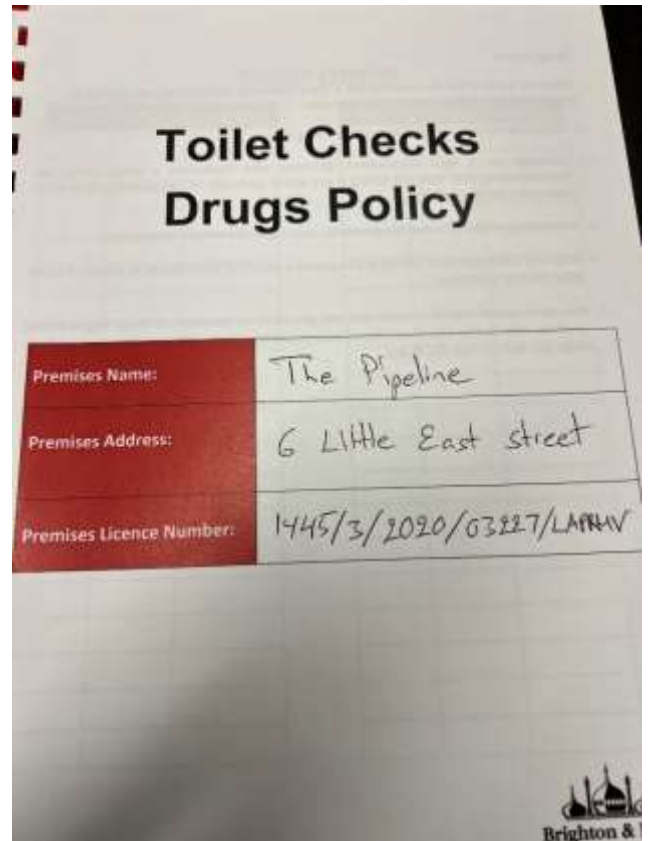 Toilet Checks
Drugs Policy
Premises Name: The Pipeline
Premises Address: 6 Little East street
Premises Licence Number: 1445/3/2020/03227/LAPRHV
Brighton &